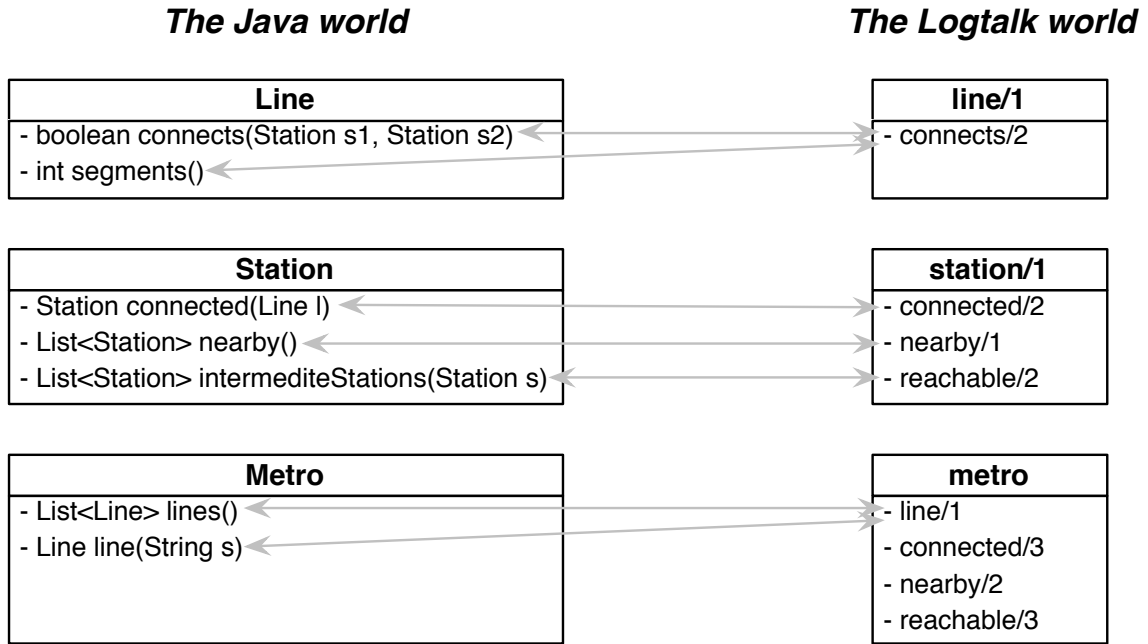 The Java world
The Logtalk world
Line
- boolean connects(Station s1, Station s2)
- int segments()
line/1
- connects/2
Station
- Station connected(Line l)
- List<Station> nearby()
- List<Station> intermediteStations(Station s)
station/1
- connected/2
- nearby/1
- reachable/2
Metro
- List<Line> lines()
- Line line(String s)
metro
- line/1
- connected/3
- nearby/2
- reachable/3